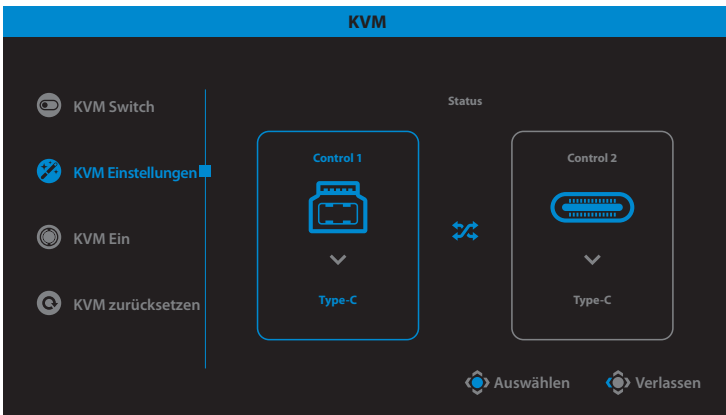 KVM
KVM Switch
KVM Einstellungen
KVM Ein
KVM zurücksetzen
Status
Control 1
Type-C
Control 2
Type-C
Auswählen
Verlassen